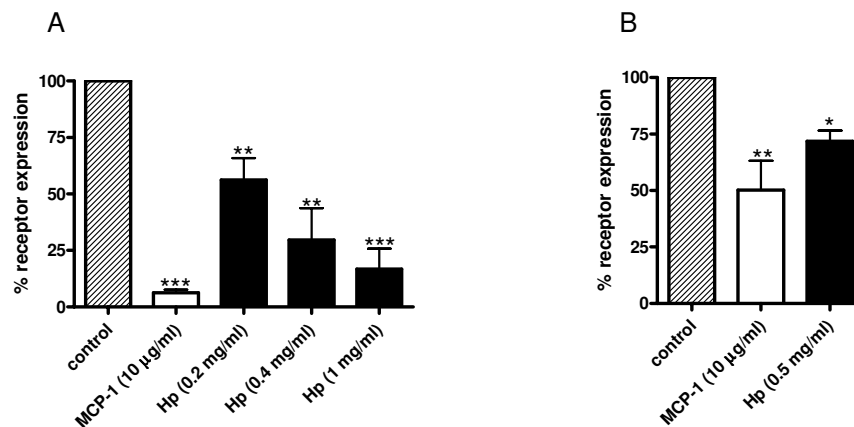 A
% receptor expression
100
75
50
25
0
***
**
**
***
control
MCP-1 (10 μg/ml)
Hp (0.2 mg/ml)
Hp (0.4 mg/ml)
Hp (1 mg/ml)
B
% receptor expression
100
75
50
25
0
**
*
control
MCP-1 (10 μg/ml)
Hp (0.5 mg/ml)